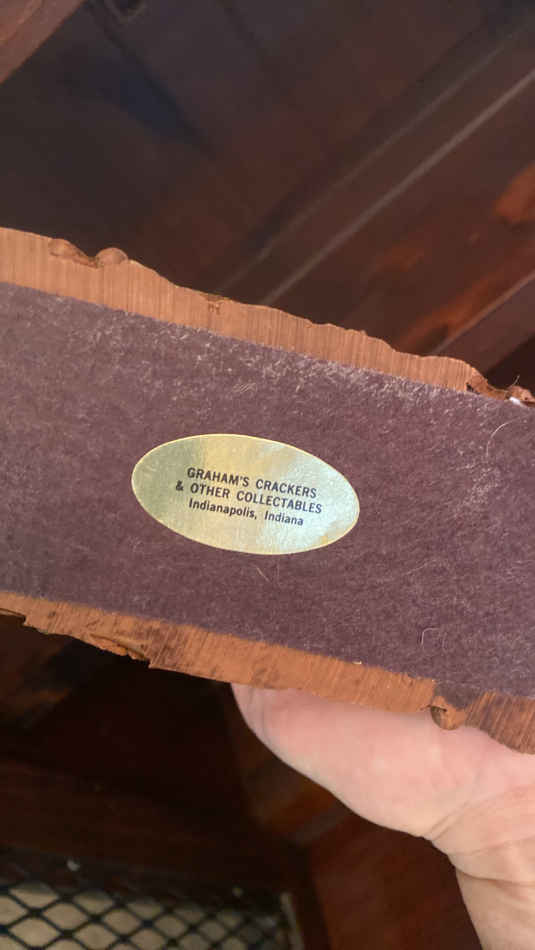 GRAHAM'S CRACKERS
& OTHER COLLECTABLES
Indianapolis, Indiana